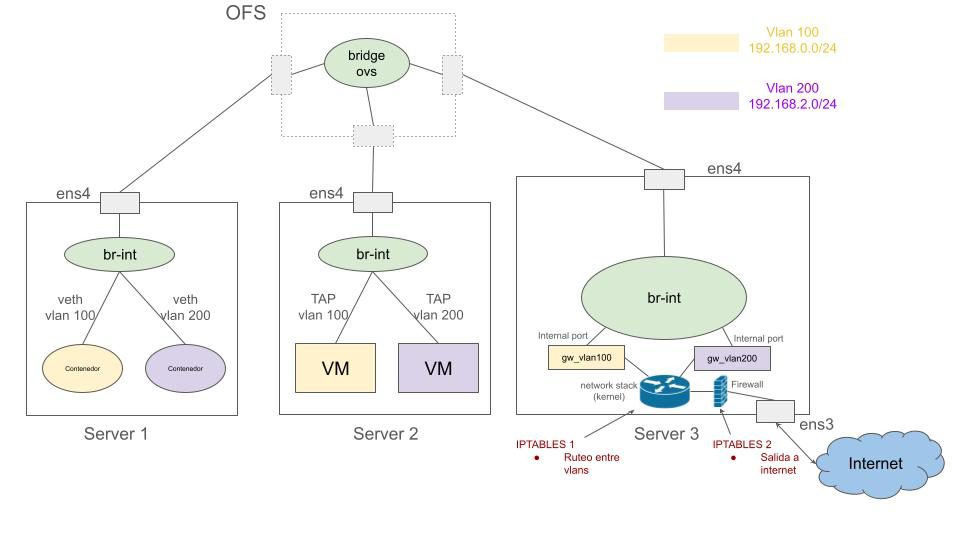 OFS
bridge
ovs
Vlan 100
192.168.0.0/24
Vlan 200
192.168.2.0/24
ens4
ens4
ens4
br-int
br-int
br-int
veth
vlan 100
veth
vlan 200
TAP
vlan 100
TAP
vlan 200
Internal port
Internal port
gw_vlan100
gw_vlan200
Contenedor
Contenedor
VM
VM
network stack
(kernel)
Firewall
ens3
Server 1
Server 2
Server 3
IPTABLES 1
● Ruteo entre
vlans
IPTABLES 2
● Salida a
internet
Internet